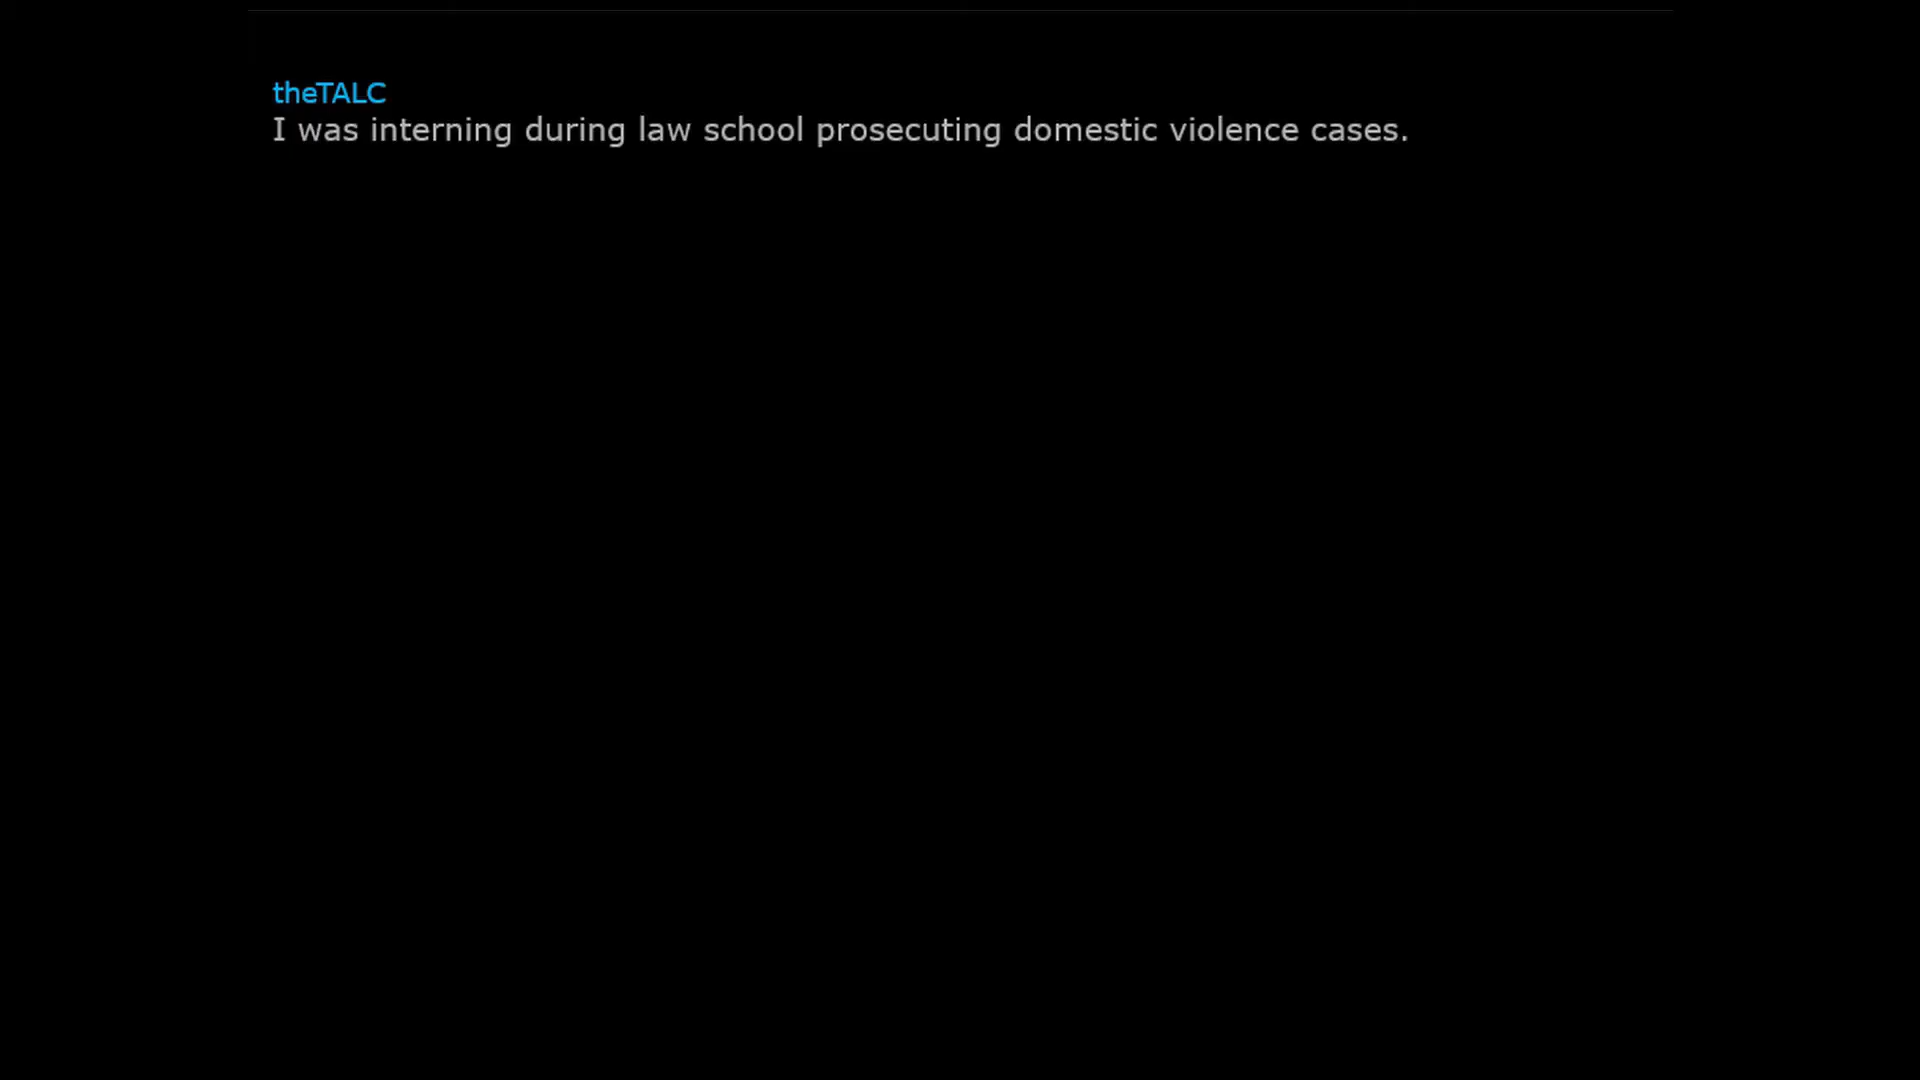 theTALC
I was interning during law school prosecuting domestic violence cases.